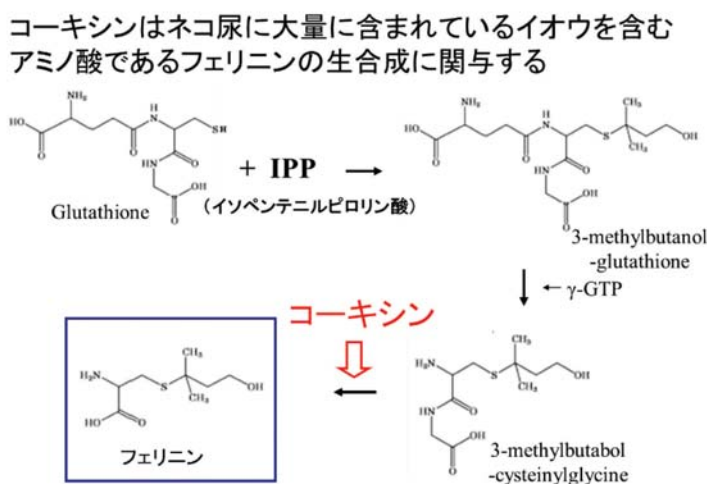 コーキシンはネコ尿に大量に含まれているイオウを含む
アミノ酸であるフェリニンの生合成に関与する
NH₂
HO
O
O
H
N
SH
HN
O
OH
O
Glutathione
+ IPP
(イソペンテニルピロリン酸)
NH₂
HO
O
O
H
N
S
CH₃
CH₃
OH
HN
O
OH
O
3-methylbutanol
-glutathione
← γ-GTP
コーキシン
H₂N
S
CH₃
CH₃
OH
HN
O
OH
O
3-methylbutabol
-cysteinylglycine
H₂N
S
CH₃
CH₃
OH
HO
O
フェリニン